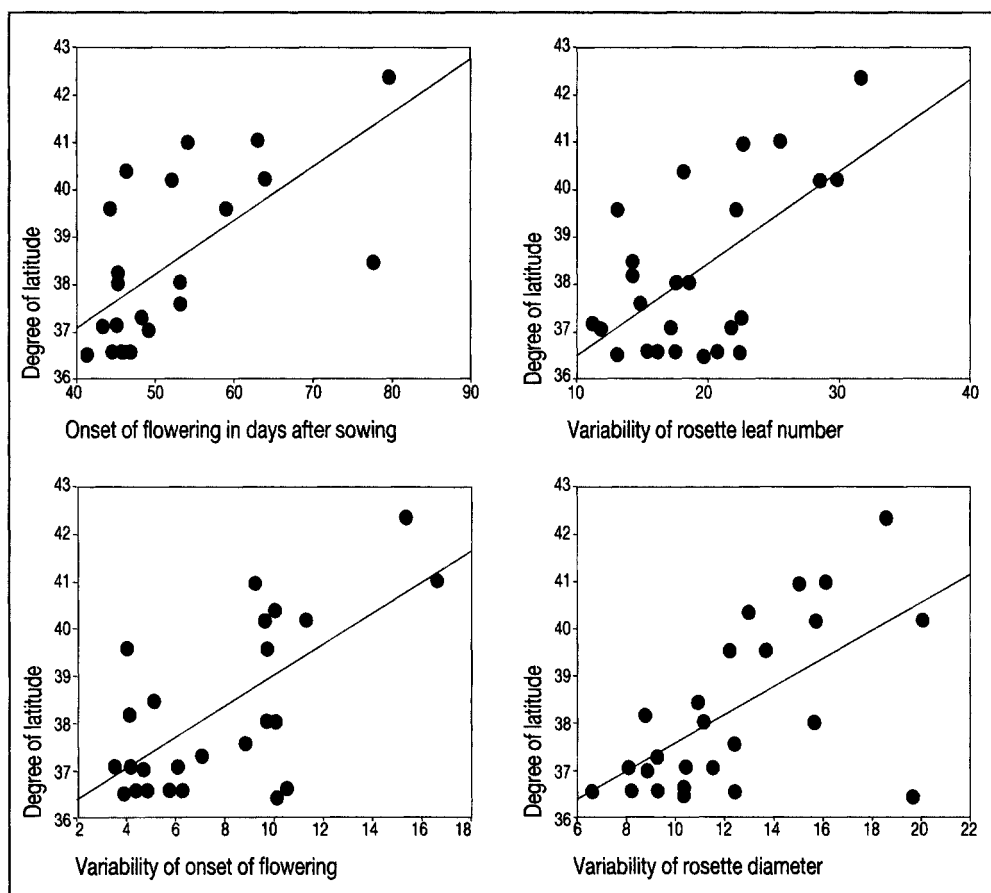 43
42
41
40
39
38
37
36
Degree of latitude
40 50 60 70 80 90
Onset of flowering in days after sowing
43
42
41
40
39
38
37
36
Degree of latitude
10 20 30 40
Variability of rosette leaf number
43
42
41
40
39
38
37
36
Degree of latitude
2 4 6 8 10 12 14 16 18
Variability of onset of flowering
43
42
41
40
39
38
37
36
Degree of latitude
6 8 10 12 14 16 18 20 22
Variability of rosette diameter